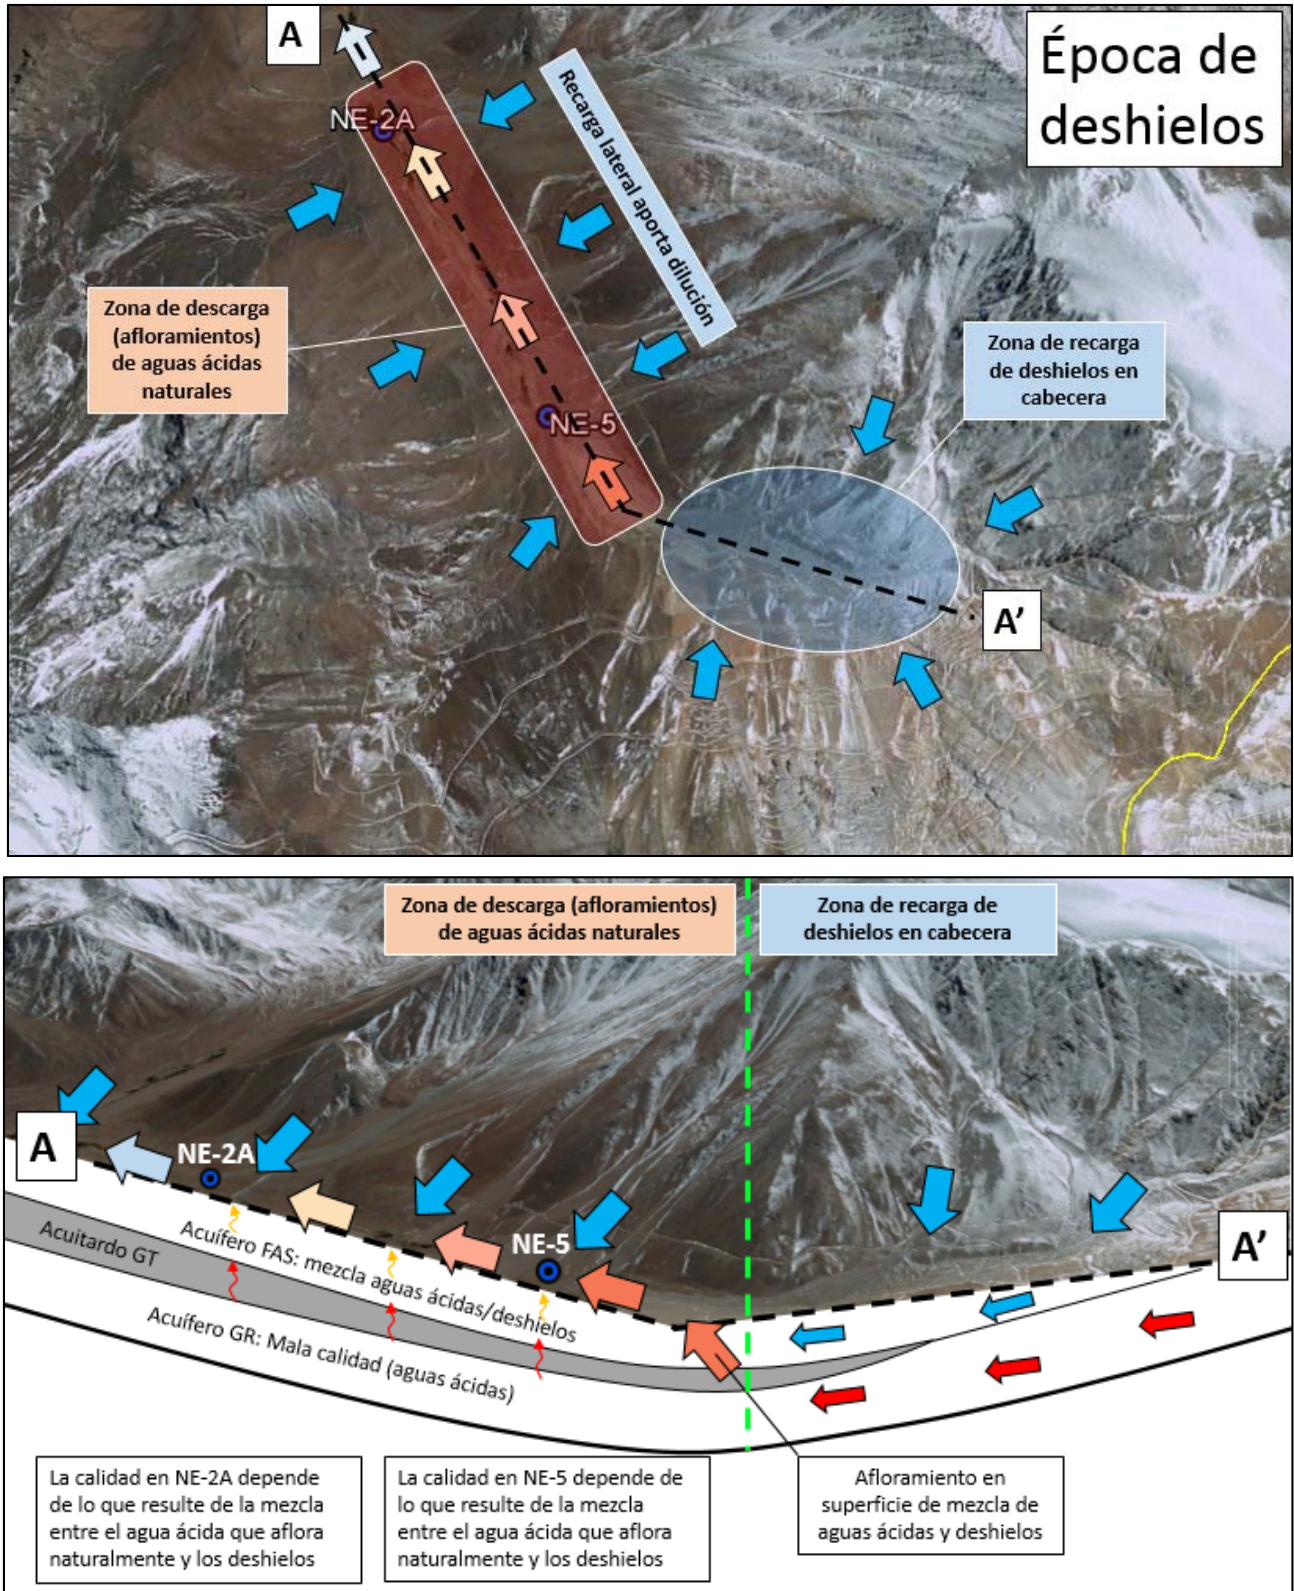 A
Época de
deshielos
NE-2A
Recarga lateral aporta dilución
Zona de descarga
(afloramientos)
de aguas ácidas
naturales
Zona de recarga
de deshielos en
cabecera
NE-5
A'
Zona de descarga (afloramientos)
de aguas ácidas naturales
Zona de recarga de
deshielos en cabecera
A
NE-2A
NE-5
A'
Acuitardo GT
Acuífero FAS: mezcla aguas ácidas/deshielos
Acuífero GR: Mala calidad (aguas ácidas)
La calidad en NE-2A depende
de lo que resulte de la mezcla
entre el agua ácida que aflora
naturalmente y los deshielos
La calidad en NE-5 depende de
lo que resulte de la mezcla
entre el agua ácida que aflora
naturalmente y los deshielos
Afloramiento en
superficie de mezcla de
aguas ácidas y deshielos